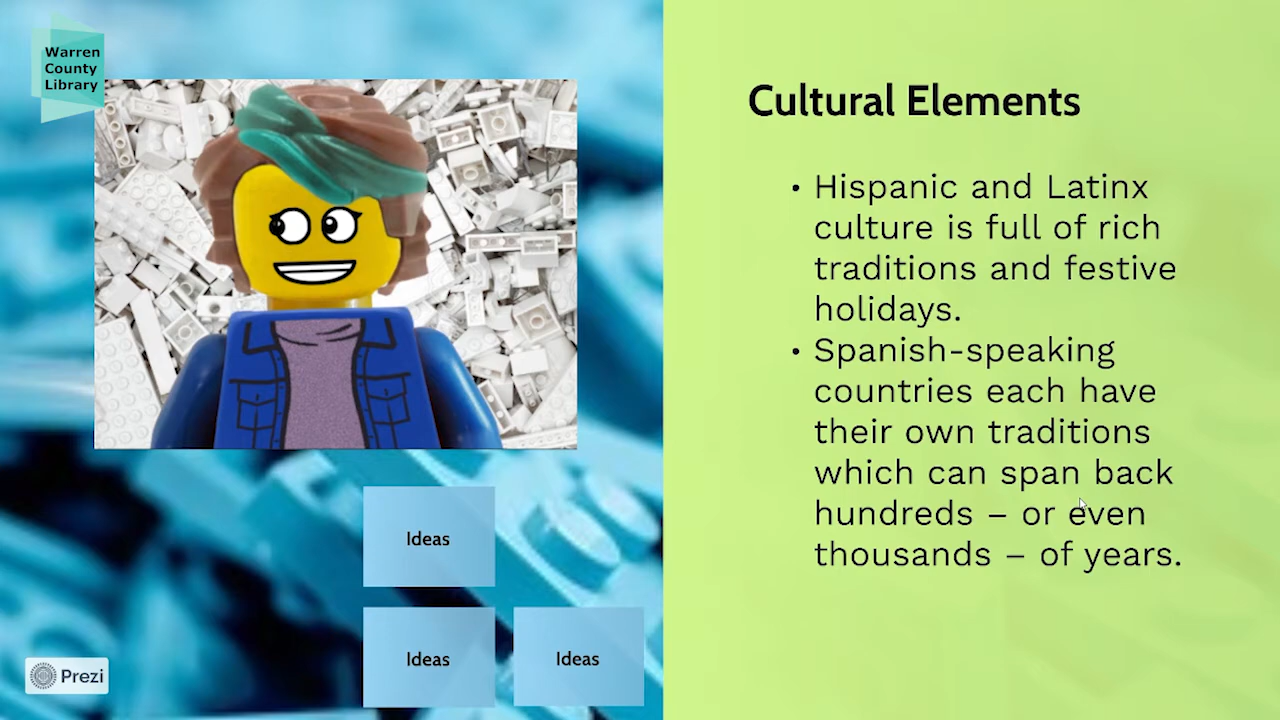 Warren
County
Library
Cultural Elements
• Hispanic and Latinx
culture is full of rich
traditions and festive
holidays.
• Spanish-speaking
countries each have
their own traditions
which can span back
hundreds – or even
thousands – of years.
Ideas
Ideas
Ideas
Prezi